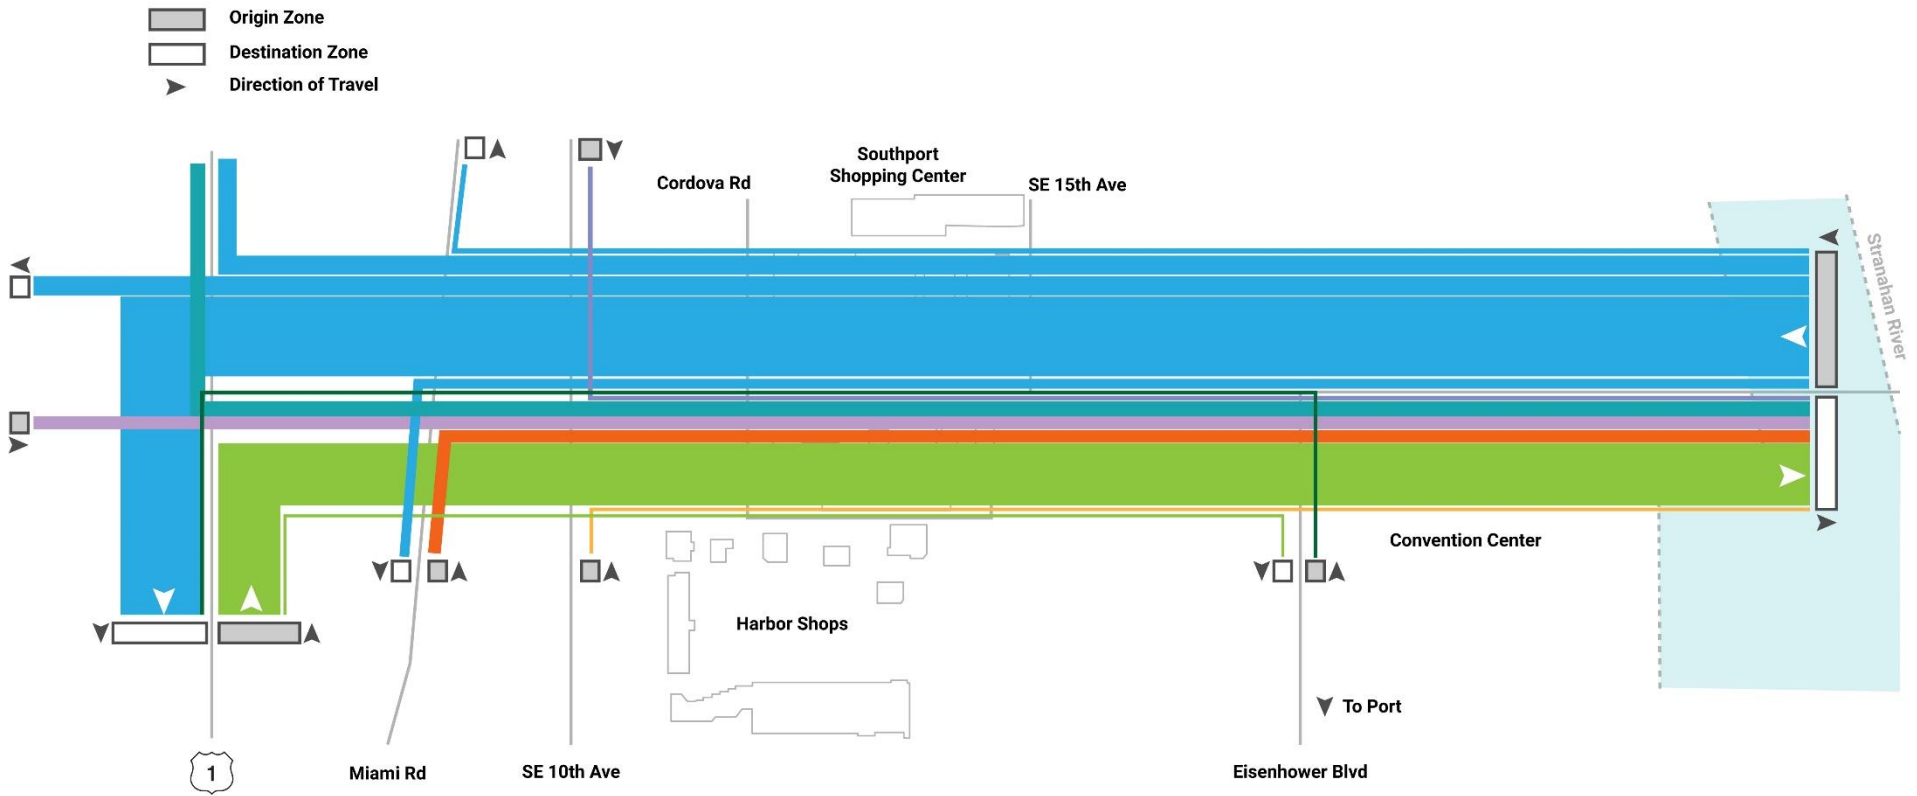 Origin Zone
Destination Zone
Direction of Travel
Southport
Shopping Center
Cordova Rd
SE 15th Ave
Stranahan River
Convention Center
Harbor Shops
To Port
1
Miami Rd
SE 10th Ave
Eisenhower Blvd